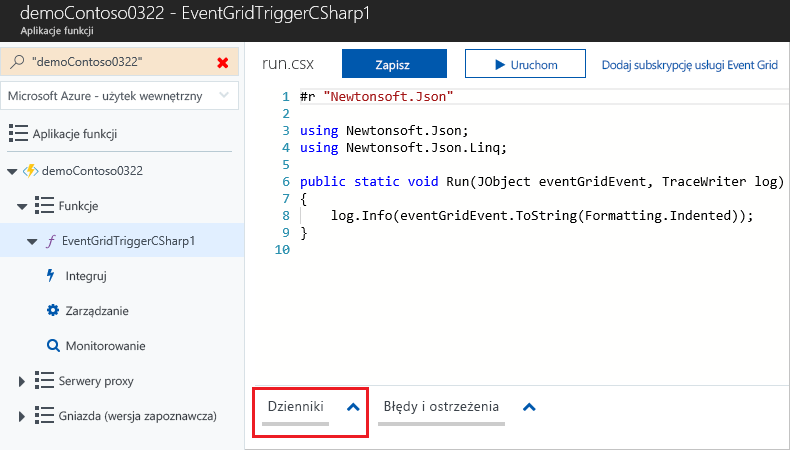 demoContoso0322 - EventGridTriggerCSharp1
Aplikacje funkcji
"demoContoso0322"
Microsoft Azure - użytek wewnętrzny
Aplikacje funkcji
demoContoso0322
Funkcje
EventGridTriggerCSharp1
Integruj
Zarządzanie
Monitorowanie
Serwery proxy
Gniazda (wersja zapoznawcza)
run.csx Zapisz Uruchom Dodaj subskrypcję usługi Event Grid
1 #r "Newtonsoft.Json"
2
3 using Newtonsoft.Json;
4 using Newtonsoft.Json.Linq;
5
6 public static void Run(JObject eventGridEvent, TraceWriter log)
7 {
8     log.Info(eventGridEvent.ToString(Formatting.Indented));
9 }
10
Dzienniki Błędy i ostrzeżenia